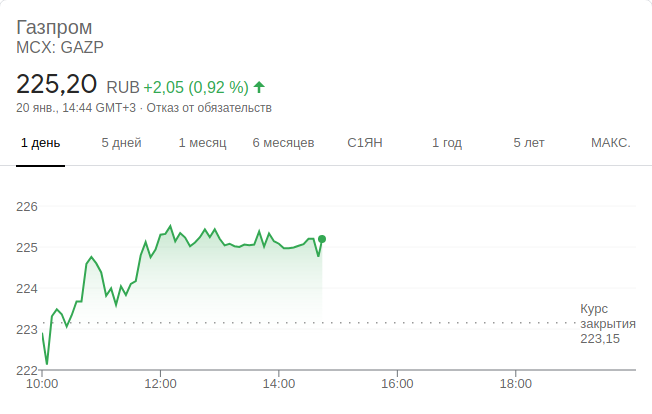 Газпром
MCX: GAZP
225,20 RUB +2,05 (0,92 %)
20 янв., 14:44 GMT+3 · Отказ от обязательств
1 день 5 дней 1 месяц 6 месяцев С1ЯН 1 год 5 лет МАКС.
226
225
224
223
222
Курс
закрытия
223,15
10:00 12:00 14:00 16:00 18:00